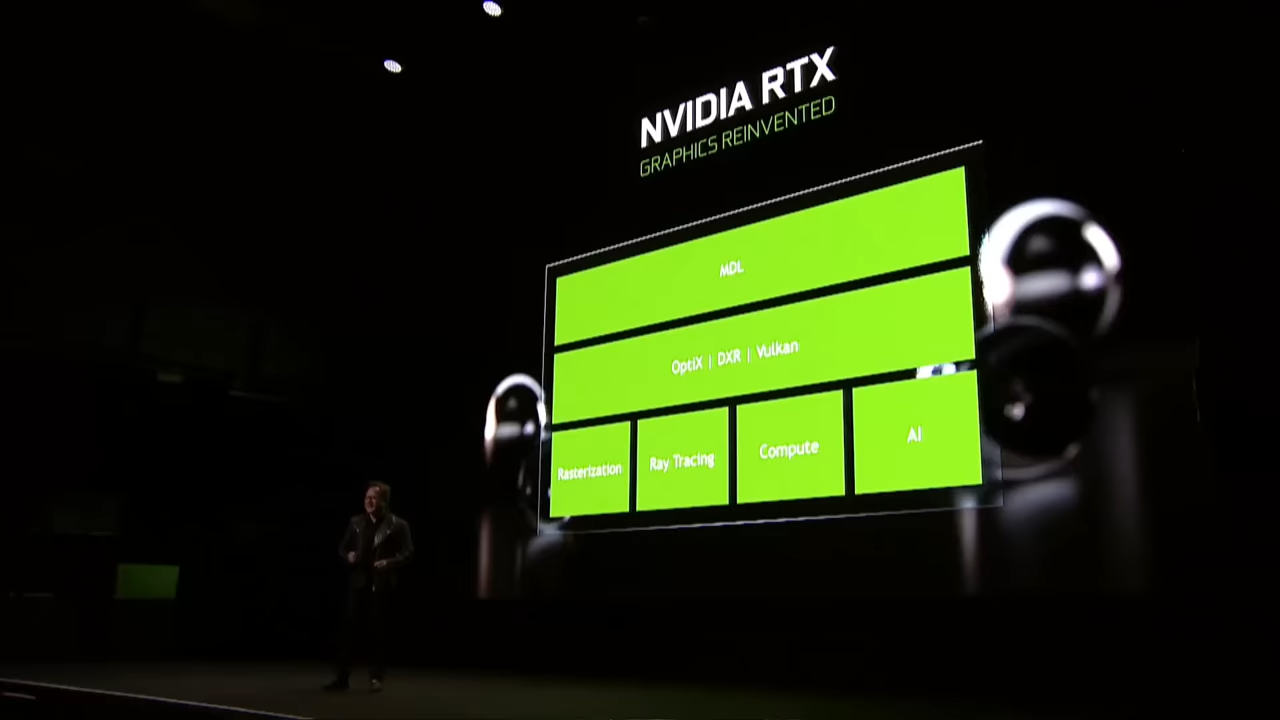 NVIDIA RTX
GRAPHICS REINVENTED
MDL
OptiX | DXR | Vulkan
Rasterization
Ray Tracing
Compute
AI